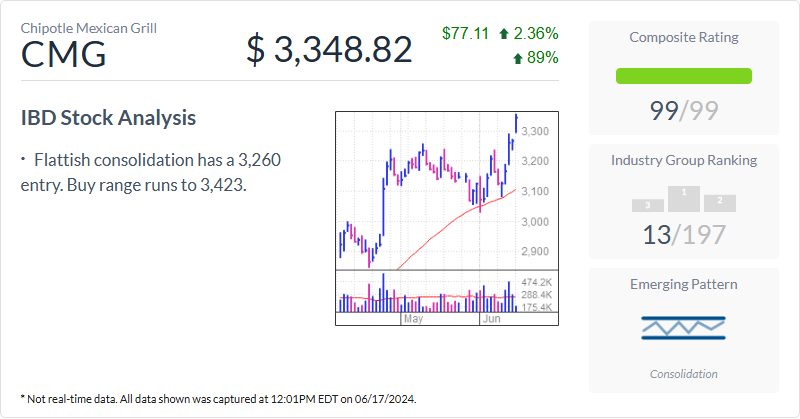 Chipotle Mexican Grill
CMG
$ 3,348.82
$77.11 2.36%
89%
IBD Stock Analysis
• Flattish consolidation has a 3,260
entry. Buy range runs to 3,423.
3,300
3,200
3,100
3,000
2,900
474.2K
288.4K
175.4K
May
Jun
Composite Rating
99/99
Industry Group Ranking
3
1
2
13/197
Emerging Pattern
Consolidation
* Not real-time data. All data shown was captured at 12:01PM EDT on 06/17/2024.